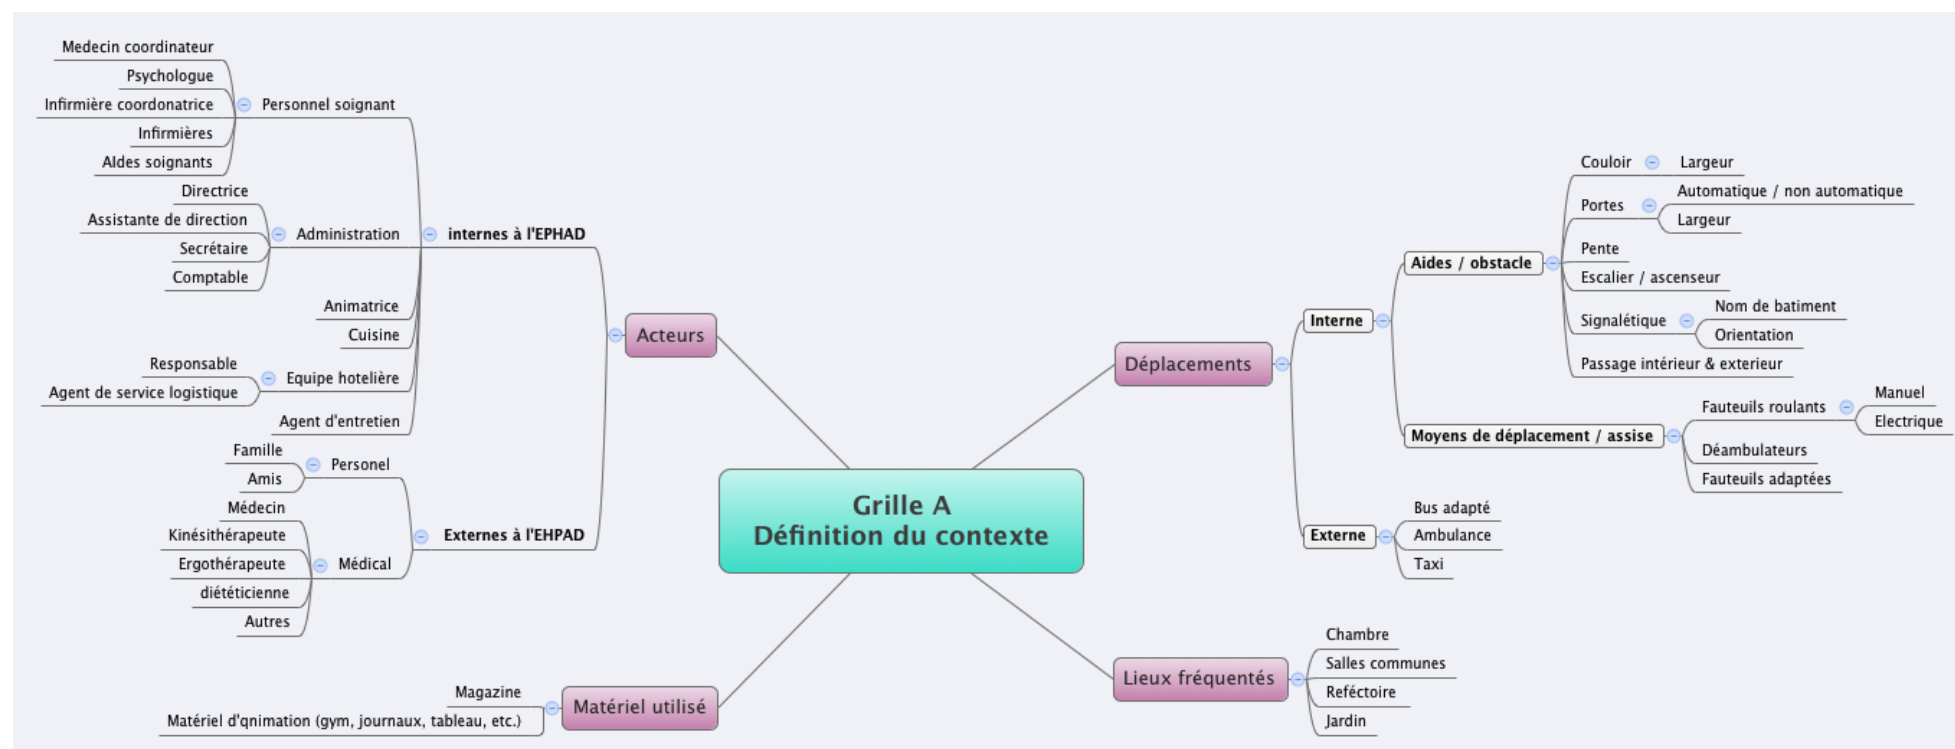 Grille A
Définition du contexte
Acteurs
internes à l'EPHAD
Personnel soignant
Medecin coordinateur
Psychologue
Infirmière coordonatrice
Infirmières
AIdes soignants
Administration
Directrice
Assistante de direction
Secrétaire
Comptable
Animatrice
Cuisine
Equipe hotelière
Responsable
Agent de service logistique
Agent d'entretien
Externes à l'EHPAD
Personel
Famille
Amis
Médical
Médecin
Kinésithérapeute
Ergothérapeute
diététicienne
Autres
Matériel utilisé
Magazine
Matériel d'qnimation (gym, journaux, tableau, etc.)
Déplacements
Interne
Aides / obstacle
Couloir
Largeur
Portes
Automatique / non automatique
Largeur
Pente
Escalier / ascenseur
Signalétique
Nom de batiment
Orientation
Passage intérieur & exterieur
Moyens de déplacement / assise
Fauteuils roulants
Manuel
Electrique
Déambulateurs
Fauteuils adaptées
Externe
Bus adapté
Ambulance
Taxi
Lieux fréquentés
Chambre
Salles communes
Reféctoire
Jardin